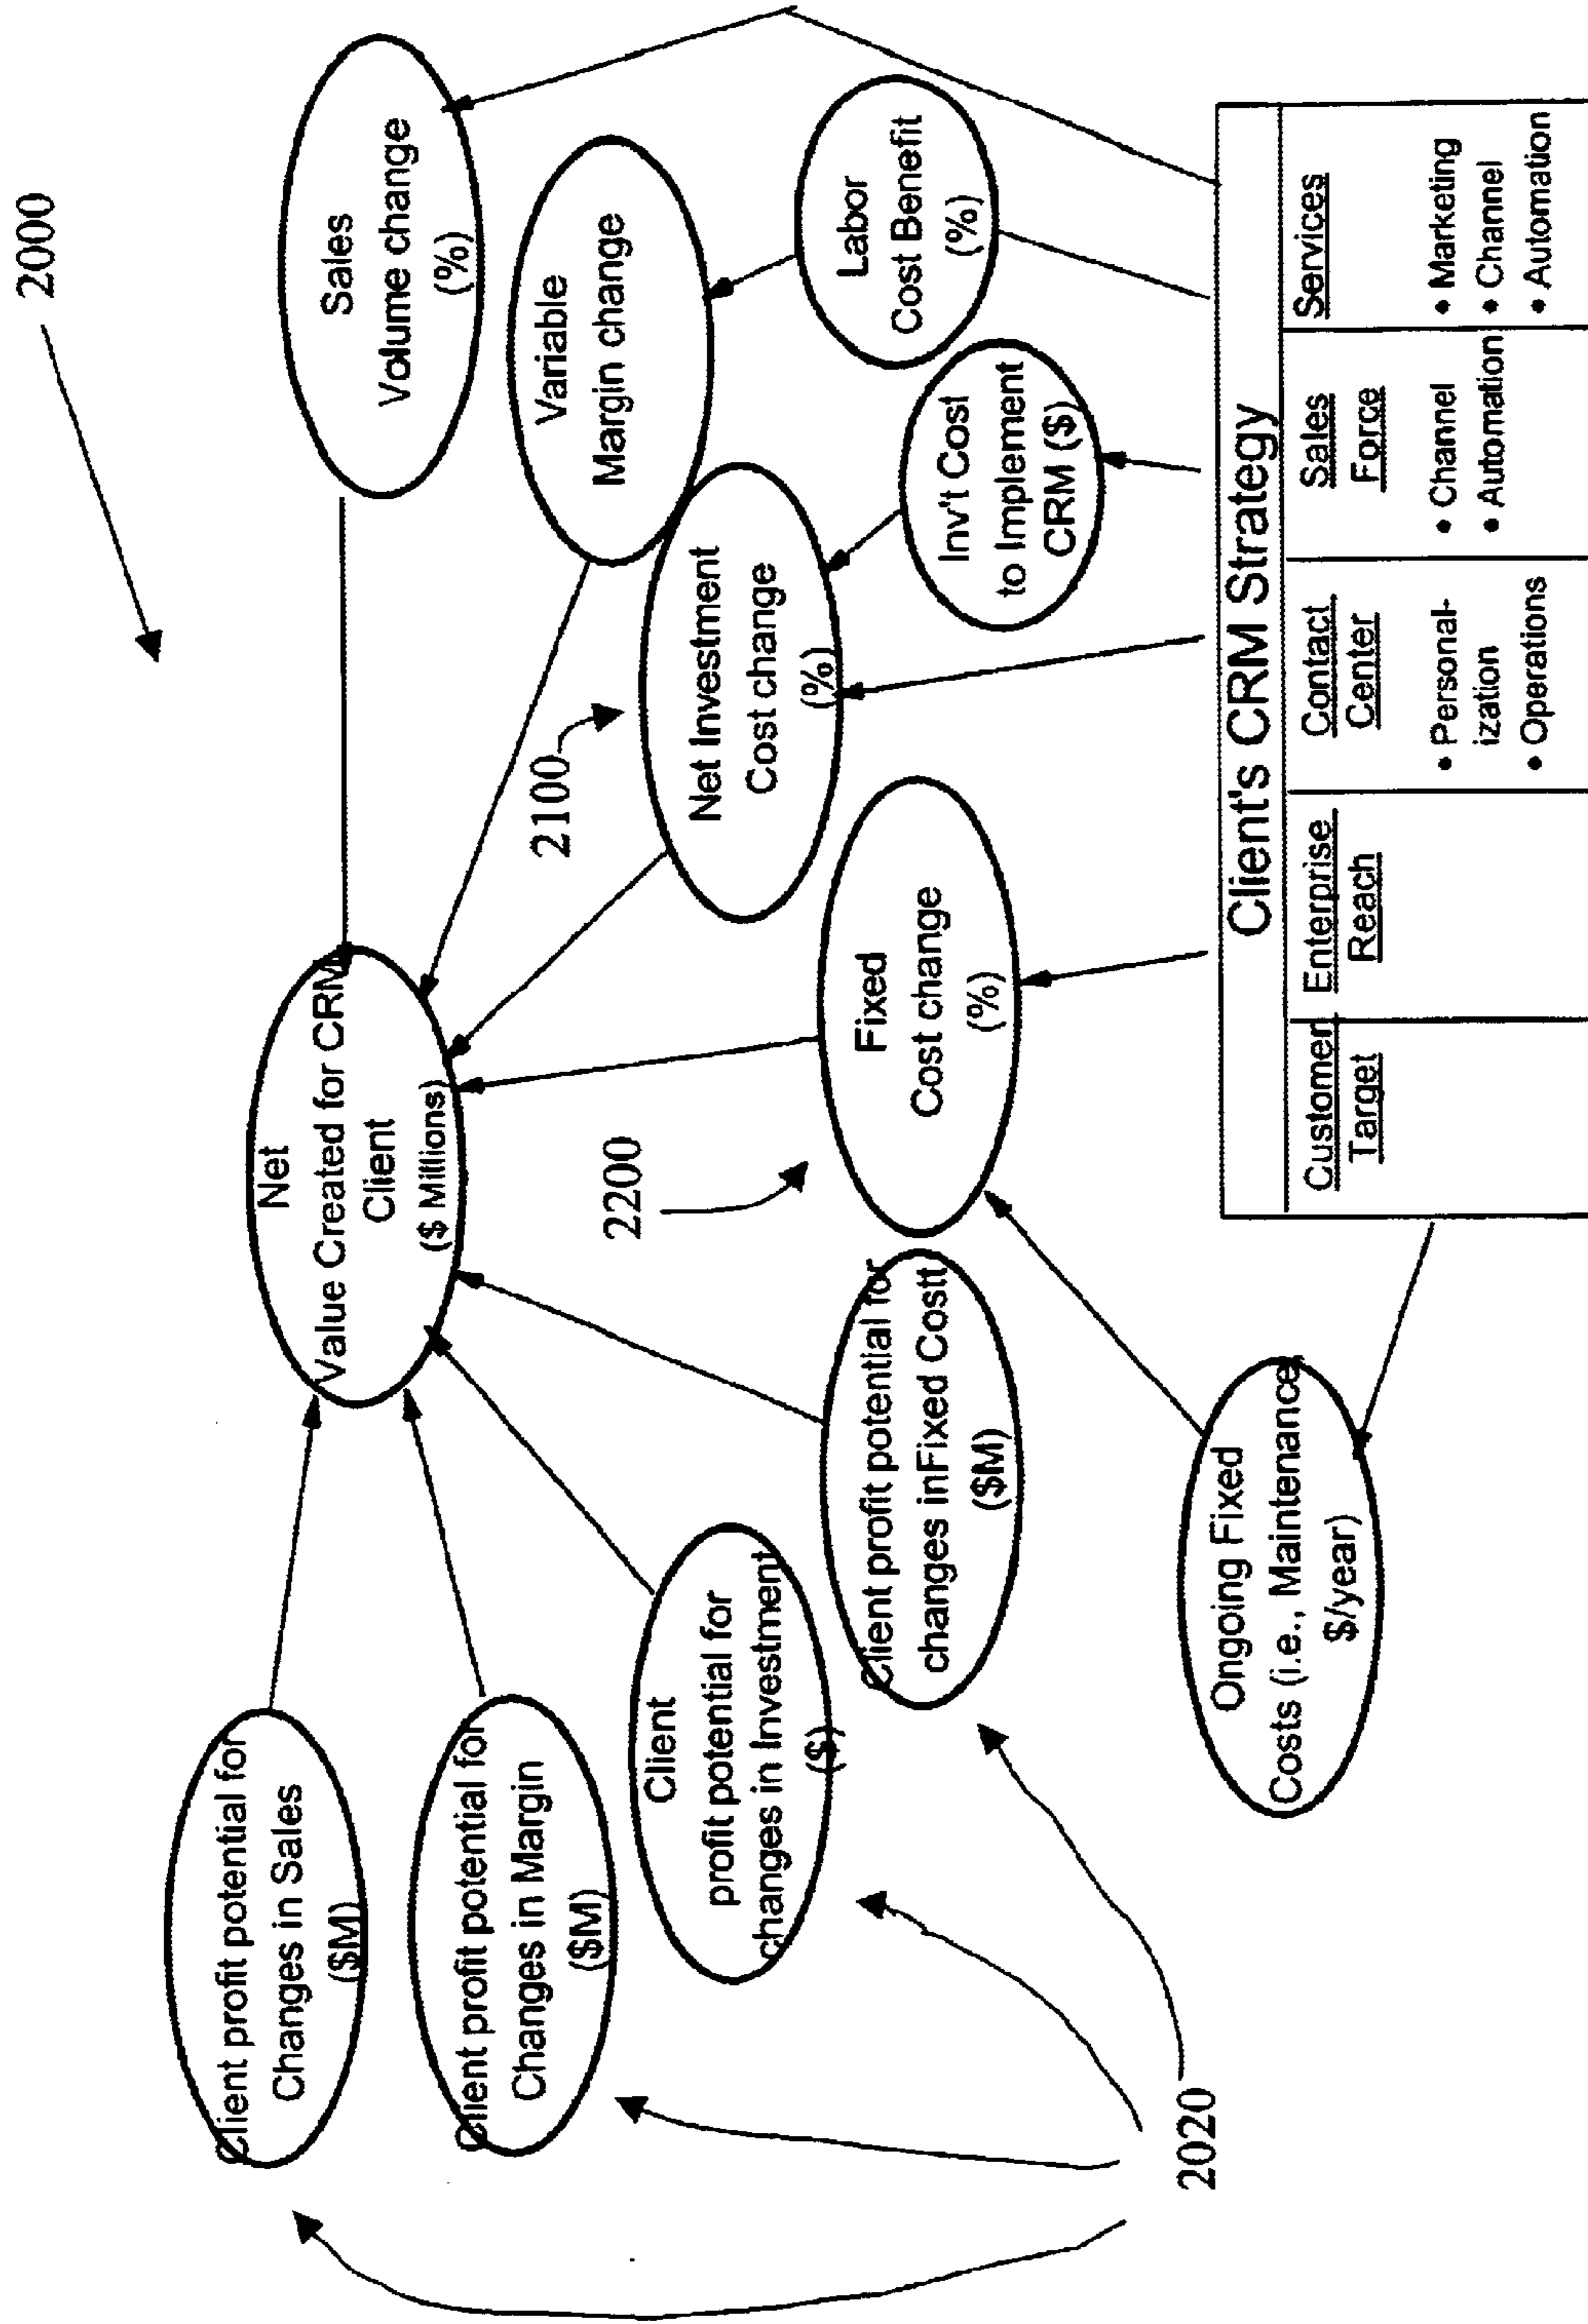 2000
Client profit potential for
Changes in Sales
($M)
Net
Value Created for CRM
Client
($ Millions)
Sales
Volume change
(%)
Client profit potential for
Changes in Margin
($M)
Variable
Margin change
2100
Client
profit potential for
changes in Investment
($)
Net Investment
Cost change
(%)
2200
Client profit potential for
changes inFixed Costt
($M)
Fixed
Cost change
(%)
Inv't Cost
to Implement
CRM ($)
Labor
Cost Benefit
(%)
2020
Ongoing Fixed
Costs (i.e., Maintenance,
$/year)
Client's CRM Strategy
Customer
Target
Enterprise
Reach
Contact
Center
• Personal-
ization
• Operations
Sales
Force
• Channel
• Automation
Services
• Marketing
• Channel
• Automation